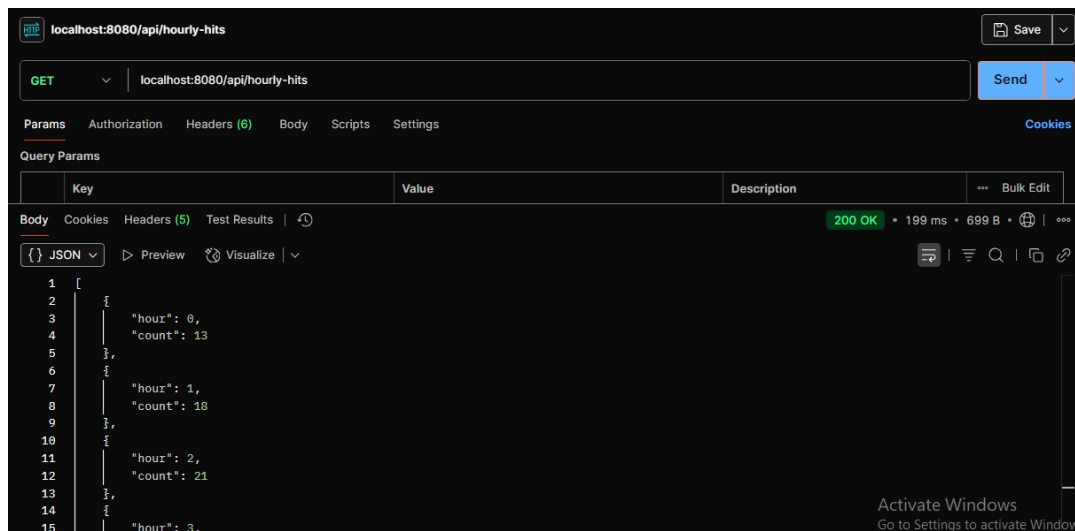 HTTP localhost:8080/api/hourly-hits Save
GET localhost:8080/api/hourly-hits Send
Params Authorization Headers (6) Body Scripts Settings Cookies
Query Params
Key Value Description Bulk Edit
Body Cookies Headers (5) Test Results 200 OK • 199 ms • 699 B •
{} JSON Preview Visualize
1 [
2 {
3 "hour": 0,
4 "count": 13
5 },
6 {
7 "hour": 1,
8 "count": 18
9 },
10 {
11 "hour": 2,
12 "count": 21
13 },
14 {
15 "hour": 3,
Activate Windows
Go to Settings to activate Window